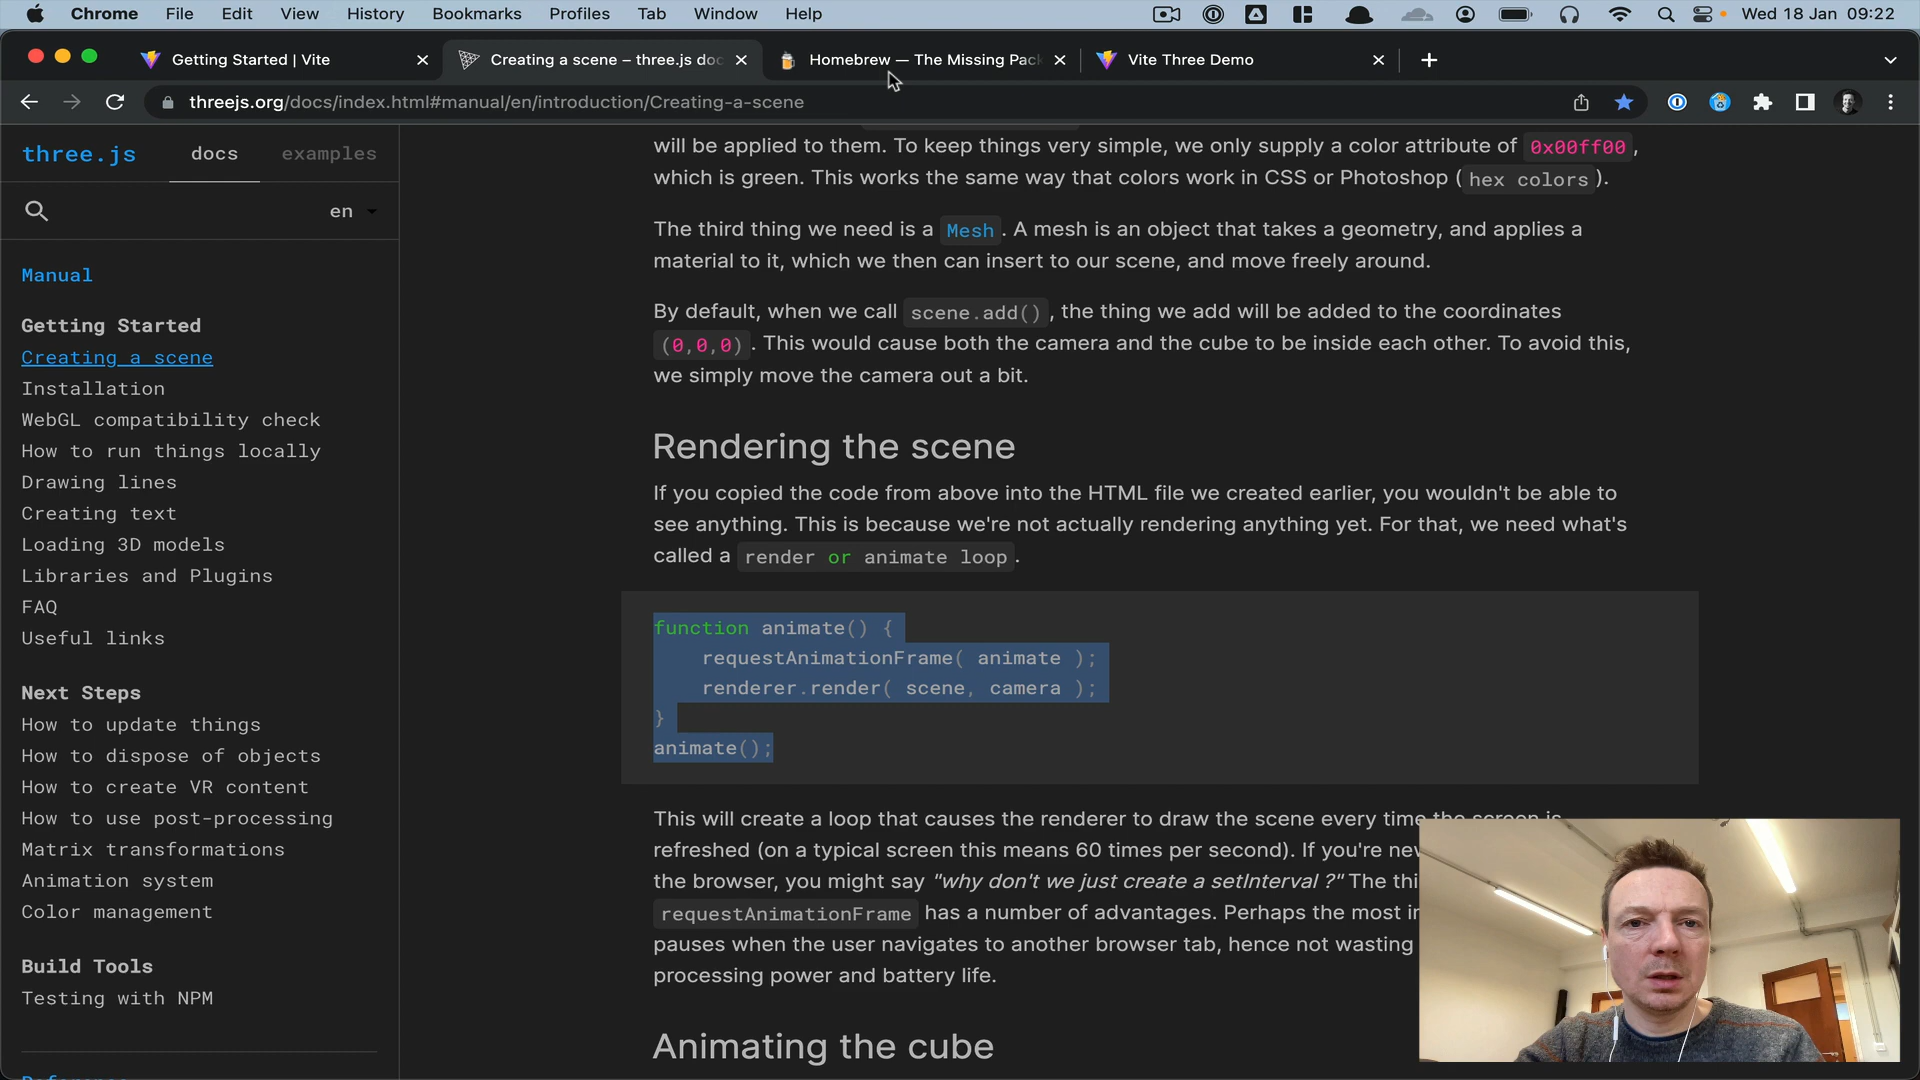 Chrome File Edit View History Bookmarks Profiles Tab Window Help Wed 18 Jan 09:22
Getting Started | Vite Creating a scene – three.js doc Homebrew — The Missing Pack Vite Three Demo
threejs.org/docs/index.html#manual/en/introduction/Creating-a-scene
three.js docs examples
en
Manual
Getting Started
Creating a scene
Installation
WebGL compatibility check
How to run things locally
Drawing lines
Creating text
Loading 3D models
Libraries and Plugins
FAQ
Useful links
Next Steps
How to update things
How to dispose of objects
How to create VR content
How to use post-processing
Matrix transformations
Animation system
Color management
Build Tools
Testing with NPM
will be applied to them. To keep things very simple, we only supply a color attribute of 0x00ff00,
which is green. This works the same way that colors work in CSS or Photoshop (hex colors).
The third thing we need is a Mesh. A mesh is an object that takes a geometry, and applies a
material to it, which we then can insert to our scene, and move freely around.
By default, when we call scene.add(), the thing we add will be added to the coordinates
(0,0,0). This would cause both the camera and the cube to be inside each other. To avoid this,
we simply move the camera out a bit.
Rendering the scene
If you copied the code from above into the HTML file we created earlier, you wouldn't be able to
see anything. This is because we're not actually rendering anything yet. For that, we need what's
called a render or animate loop.
function animate() {
requestAnimationFrame( animate );
renderer.render( scene, camera );
}
animate();
This will create a loop that causes the renderer to draw the scene every time the screen is
refreshed (on a typical screen this means 60 times per second). If you're new
the browser, you might say "why don't we just create a setInterval ?" The thi
requestAnimationFrame has a number of advantages. Perhaps the most in
pauses when the user navigates to another browser tab, hence not wasting
processing power and battery life.
Animating the cube